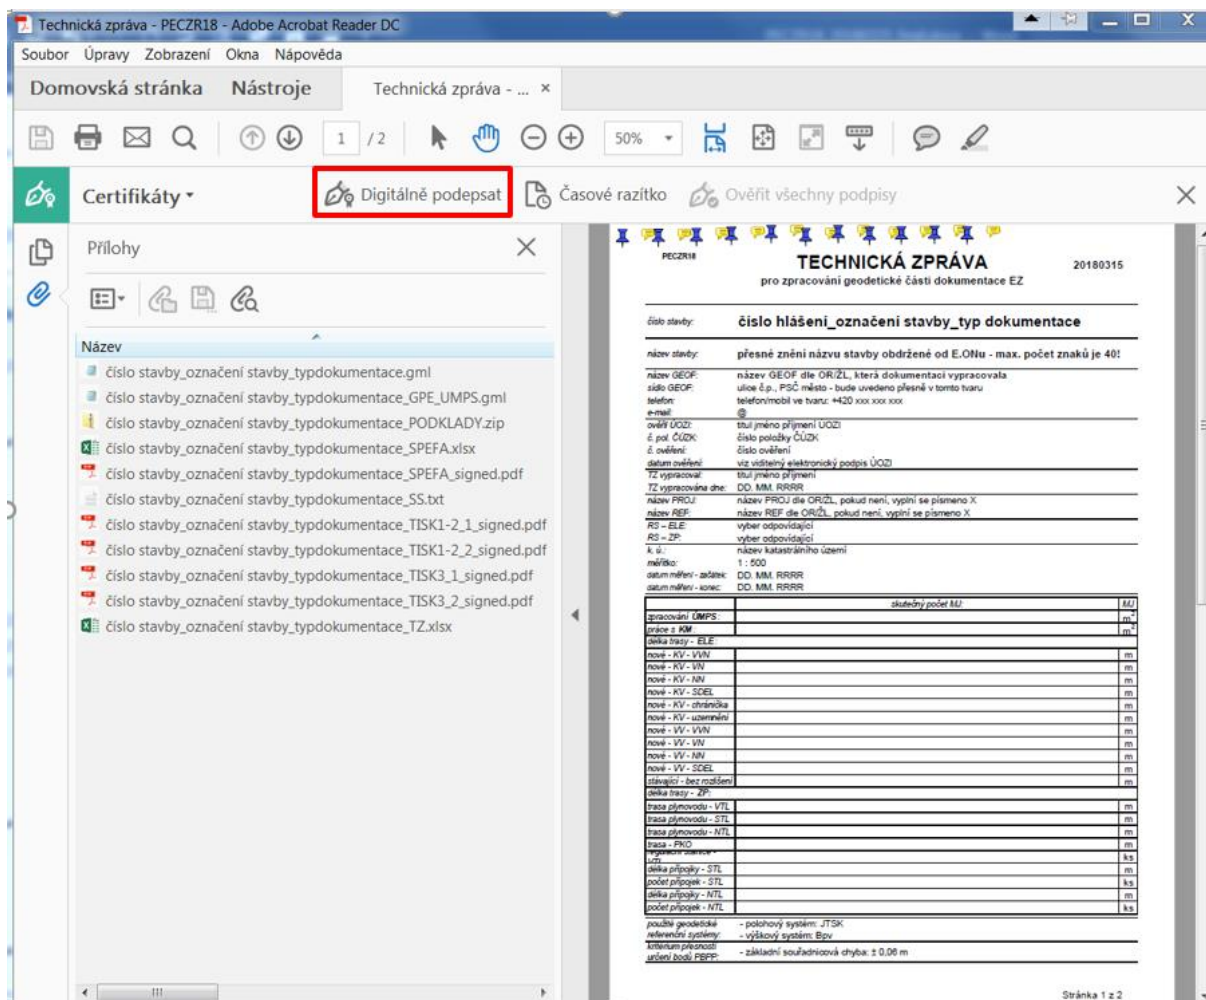 Technická zpráva - PECZR18 - Adobe Acrobat Reader DC
Soubor Úpravy Zobrazení Okna Nápověda
Domovská stránka Nástroje Technická zpráva - ... ×
1 / 2 50%
Certifikáty Digitálně podepsat Časové razítko Ověřit všechny podpisy
Přílohy
Název
číslo stavby_označení stavby_typdokumentace.gml
číslo stavby_označení stavby_typdokumentace_GPE_UMPS.gml
číslo stavby_označení stavby_typdokumentace_PODKLADY.zip
číslo stavby_označení stavby_typdokumentace_SPEFA.xlsx
číslo stavby_označení stavby_typdokumentace_SPEFA_signed.pdf
číslo stavby_označení stavby_typdokumentace_SS.txt
číslo stavby_označení stavby_typdokumentace_TISK1-2_1_signed.pdf
číslo stavby_označení stavby_typdokumentace_TISK1-2_2_signed.pdf
číslo stavby_označení stavby_typdokumentace_TISK3_1_signed.pdf
číslo stavby_označení stavby_typdokumentace_TISK3_2_signed.pdf
číslo stavby_označení stavby_typdokumentace_TZ.xlsx
PECZR18
TECHNICKÁ ZPRÁVA 20180315
pro zpracování geodetické části dokumentace EZ
číslo stavby: číslo hlášení_označení stavby_typ dokumentace
název stavby: přesné znění názvu stavby obdržené od E.ONu - max. počet znaků je 40!
název GEOF: název GEOF dle OR/ŽL, která dokumentaci vypracovala
sídlo GEOF: ulice č.p., PSČ město - bude uvedeno přesně v tomto tvaru
telefon: telefon/mobil ve tvaru: +420 xxx xxx xxx
e-mail: @
ověřil ÚOZI: titul jméno příjmení ÚOZI
č. pol. ČÚZK: číslo položky ČÚZK
č. ověření: číslo ověření
datum ověření: viz viditelný elektronický podpis ÚOZI
TZ vypracoval: titul jméno příjmení
TZ vypracována dne: DD. MM. RRRR
název PROJ: název PROJ dle OR/ŽL, pokud není, vyplní se písmeno X
název REF: název REF dle OR/ŽL, pokud není, vyplní se písmeno X
RS – ELE: vyber odpovídající
RS – ZP: vyber odpovídající
k. ú.: název katastrálního území
měřítko: 1 : 500
datum měření - začátek: DD. MM. RRRR
datum měření - konec: DD. MM. RRRR
skutečný počet MJ: MJ
zpracování ÚMPS: m2
práce s KM: m2
délka trasy - ELE:
nové - KV - VVN m
nové - KV - VN m
nové - KV - NN m
nové - KV - SDEL m
nové - KV - chránička m
nové - KV - uzemnění m
nové - VV - VVN m
nové - VV - VN m
nové - VV - NN m
nové - VV - SDEL m
stávající - bez rozlišení m
délka trasy - ZP:
trasa plynovodu - VTL m
trasa plynovodu - STL m
trasa plynovodu - NTL m
trasa - PKO m
regulační stanice - VTL ks
délka přípojky - STL m
počet přípojek - STL ks
délka přípojky - NTL m
počet přípojek - NTL ks
použité geodetické - polohový systém: JTSK
referenční systémy: - výškový systém: Bpv
kriterium přesnosti
určení bodů PBPP: - základní souřadnicová chyba: ± 0,06 m
Stránka 1 z 2